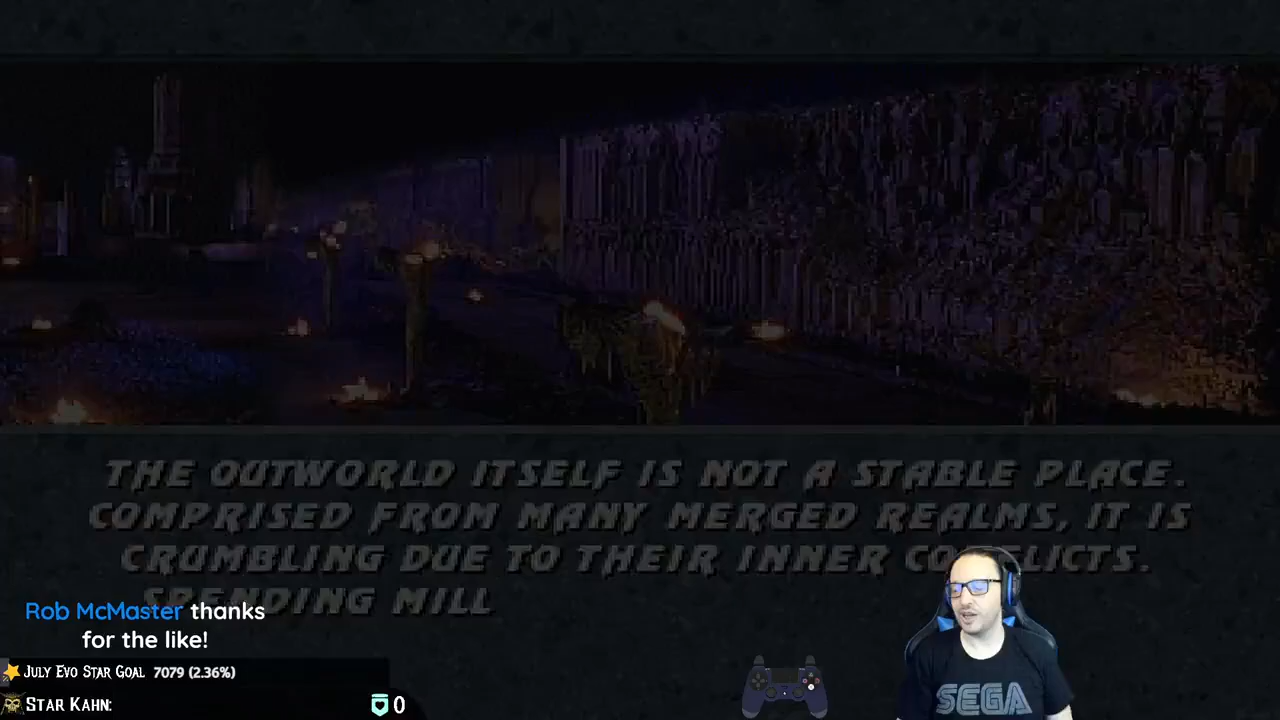 THE OUTWORLD ITSELF IS NOT A STABLE PLACE.
COMPRISED FROM MANY MERGED REALMS, IT IS
CRUMBLING DUE TO THEIR INNER CONFLICTS.
SPENDING MILL
Rob McMaster thanks
for the like!
JULY EVO STAR GOAL 7079 (2.36%)
STAR KAHN:
0
SEGA